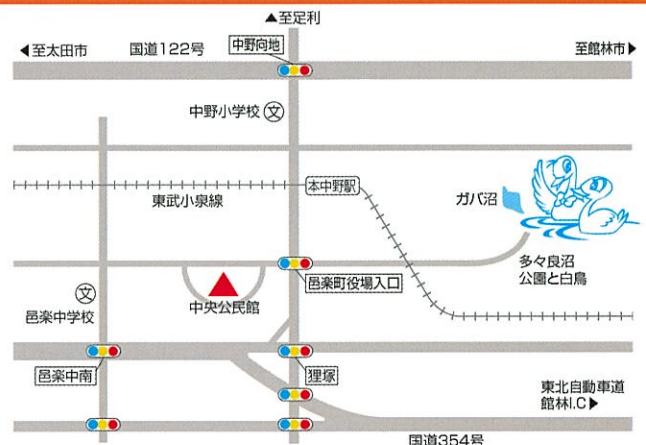 ▲至足利
◀至太田市
国道122号
中野向地
至館林市▶
中野小学校
文
本中野駅
東武小泉線
ガバ沼
多々良沼
公園と白鳥
邑楽町役場入口
中央公民館
文
邑楽中学校
邑楽中南
狸塚
東北自動車道
館林I.C▶
国道354号